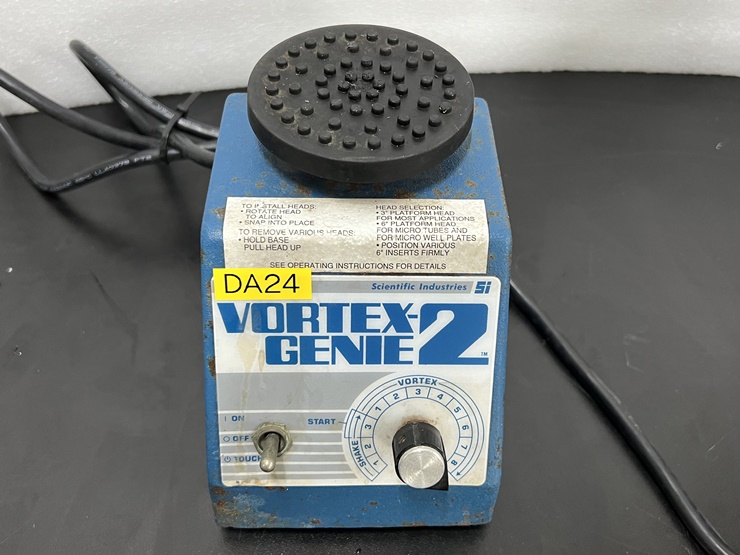 TO INSTALL HEADS:
• ROTATE HEAD
TO ALIGN
• SNAP INTO PLACE
TO REMOVE VARIOUS HEADS:
• HOLD BASE
PULL HEAD UP
HEAD SELECTION:
• 3" PLATFORM HEAD
FOR MOST APPLICATIONS
• 6" PLATFORM HEAD
FOR MICRO TUBES AND
FOR MICRO WELL PLATES
• POSITION VARIOUS
6" INSERTS FIRMLY
SEE OPERATING INSTRUCTIONS FOR DETAILS
DA24
Scientific Industries Si
VORTEX-
GENIE 2 ™
VORTEX
1 2 3 4 5 6 7 8
START
SHAKE
1 2 3
I ON
O OFF
TOUCH